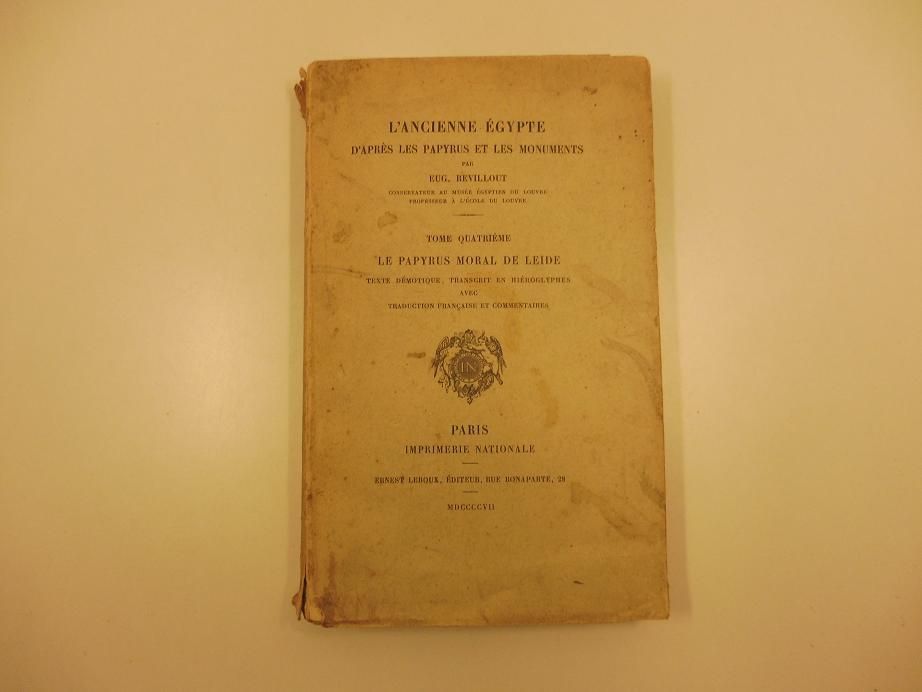 L'ANCIENNE ÉGYPTE
D'APRÈS LES PAPYRUS ET LES MONUMENTS
PAR
EUG. REVILLOUT
CONSERVATEUR AU MUSÉE ÉGYPTIEN DU LOUVRE
PROFESSEUR À L'ÉCOLE DU LOUVRE
TOME QUATRIÈME
LE PAPYRUS MORAL DE LEIDE
TEXTE DÉMOTIQUE, TRANSCRIT EN HIÉROGLYPHES
AVEC
TRADUCTION FRANÇAISE ET COMMENTAIRES
IN
PARIS
IMPRIMERIE NATIONALE
ERNEST LEROUX, ÉDITEUR, RUE BONAPARTE, 28
MDCCCCVII